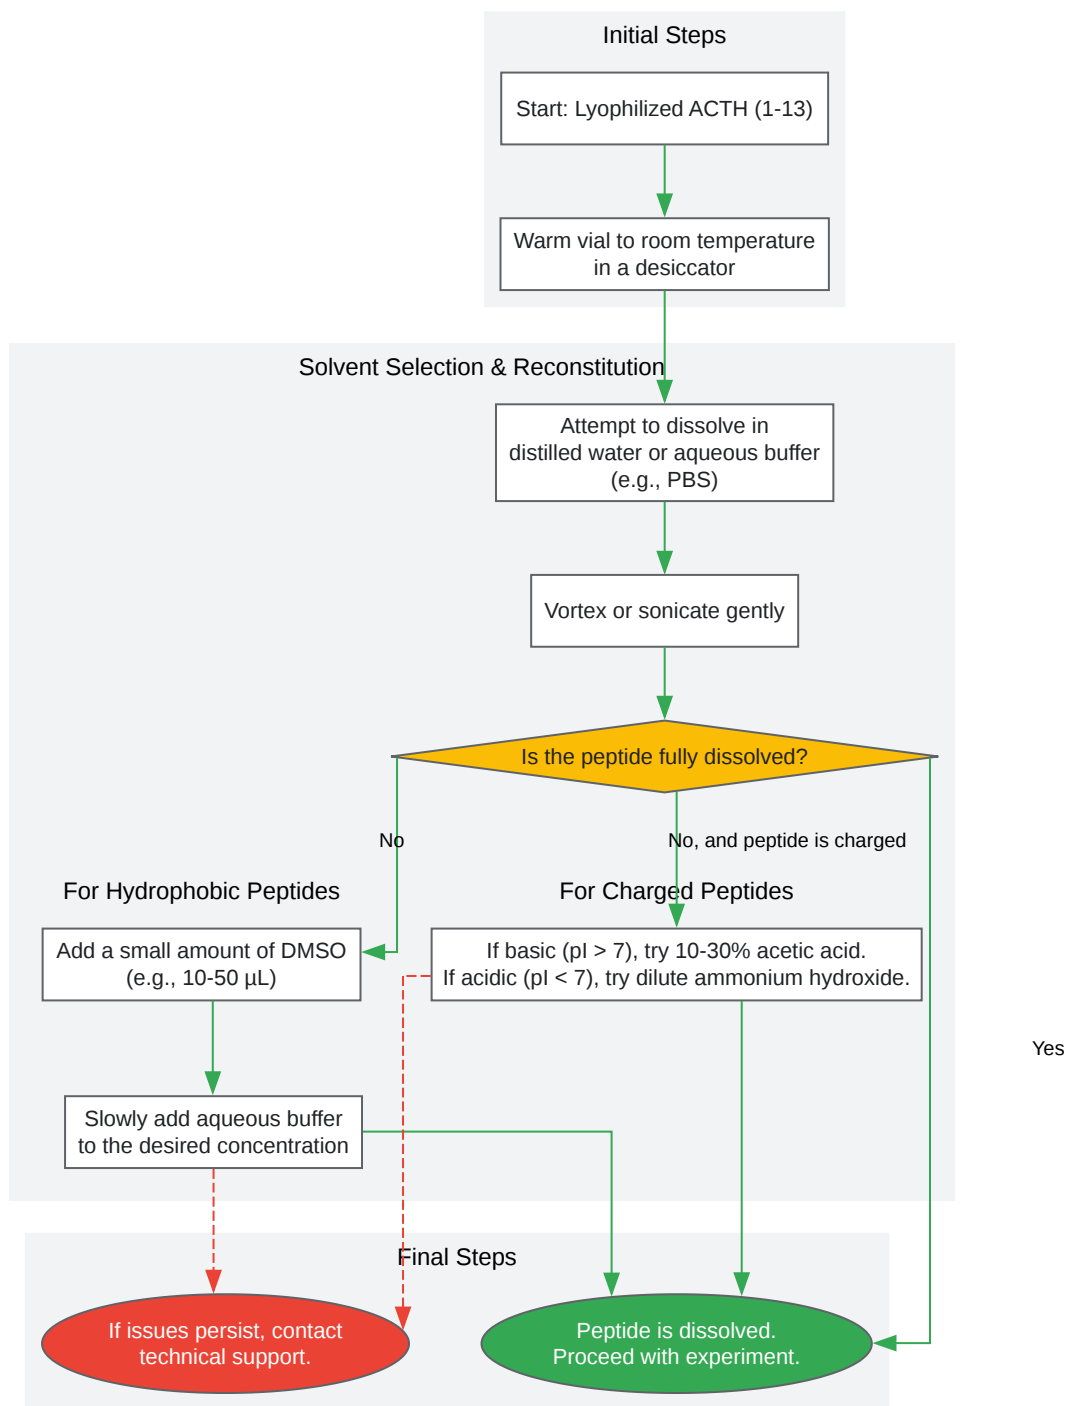 Initial Steps
Start: Lyophilized ACTH (1-13)
Warm vial to room temperature
in a desiccator
Solvent Selection & Reconstitution
Attempt to dissolve in
distilled water or aqueous buffer
(e.g., PBS)
Vortex or sonicate gently
Is the peptide fully dissolved?
No
No, and peptide is charged
For Hydrophobic Peptides
For Charged Peptides
Add a small amount of DMSO
(e.g., 10-50 µL)
If basic (pI > 7), try 10-30% acetic acid.
If acidic (pI < 7), try dilute ammonium hydroxide.
Yes
Slowly add aqueous buffer
to the desired concentration
Final Steps
If issues persist, contact
technical support.
Peptide is dissolved.
Proceed with experiment.